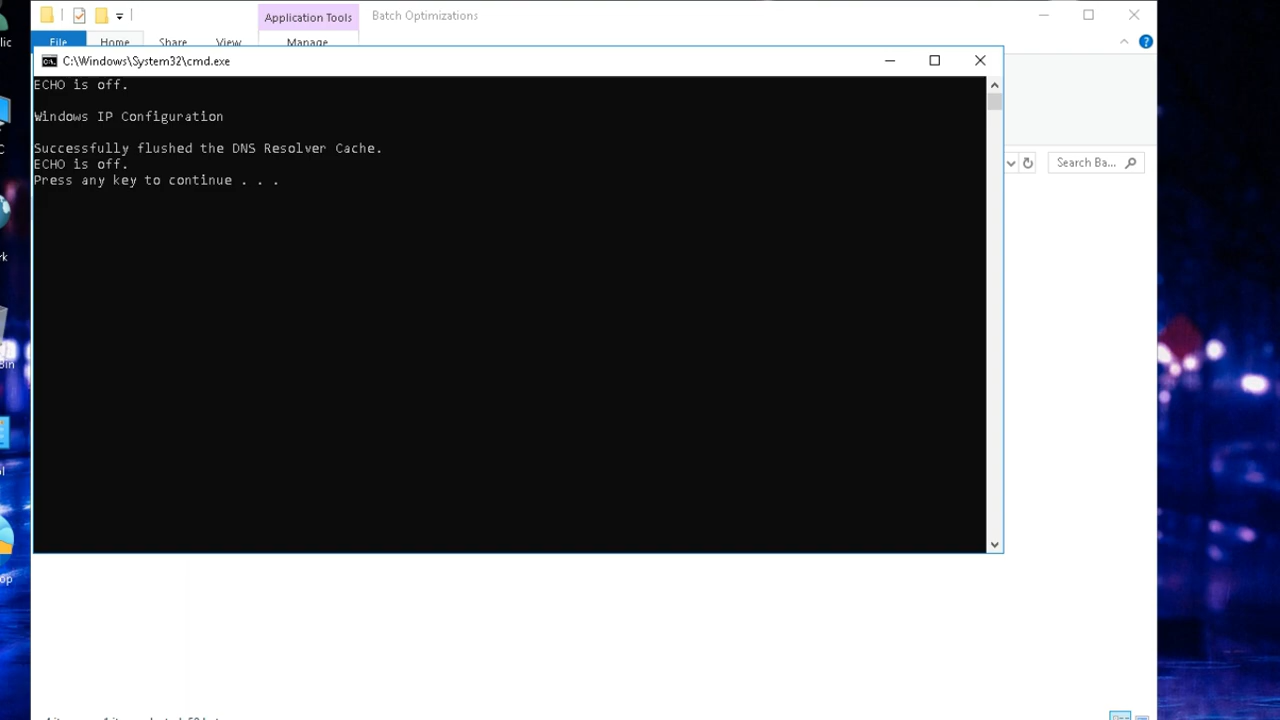 Application Tools
Batch Optimizations
File
Home
Share
View
Manage
C:\Windows\System32\cmd.exe
ECHO is off.
Windows IP Configuration
Successfully flushed the DNS Resolver Cache.
ECHO is off.
Press any key to continue . . .
Search Ba...